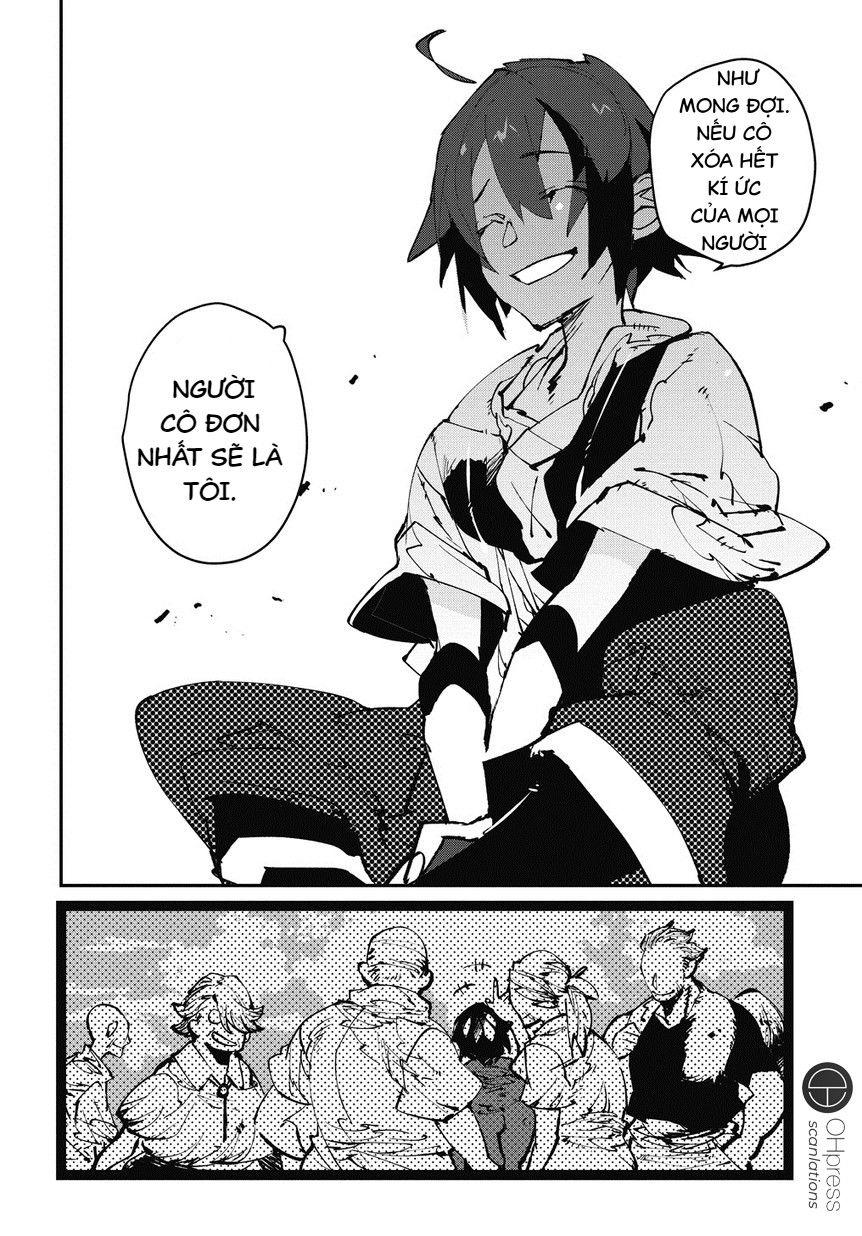 NHƯ
MONG ĐỢI.
NẾU CÔ
XÓA HẾT
KÍ ỨC
CỦA MỌI
NGƯỜI
NGƯỜI
CÔ ĐƠN
NHẤT SẼ LÀ
TÔI.
OHpress
scanlations